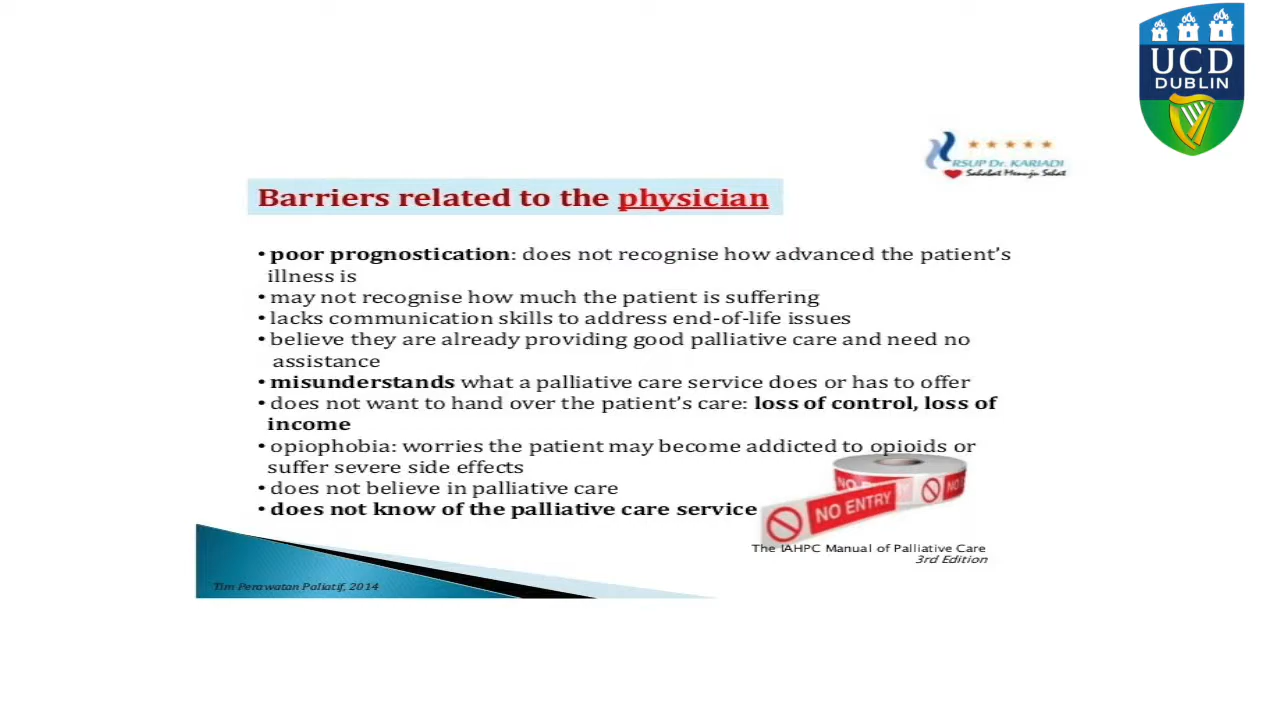 UCD
DUBLIN
RSUP Dr. KARIADI
Sahabat Menuju Sehat
Barriers related to the physician
• poor prognostication: does not recognise how advanced the patient's
illness is
• may not recognise how much the patient is suffering
• lacks communication skills to address end-of-life issues
• believe they are already providing good palliative care and need no
assistance
• misunderstands what a palliative care service does or has to offer
• does not want to hand over the patient's care: loss of control, loss of
income
• opiophobia: worries the patient may become addicted to opioids or
suffer severe side effects
• does not believe in palliative care
• does not know of the palliative care service
NO ENTRY
NO
NO ENTRY
The IAHPC Manual of Palliative Care
3rd Edition
Tim Perawatan Paliatif, 2014